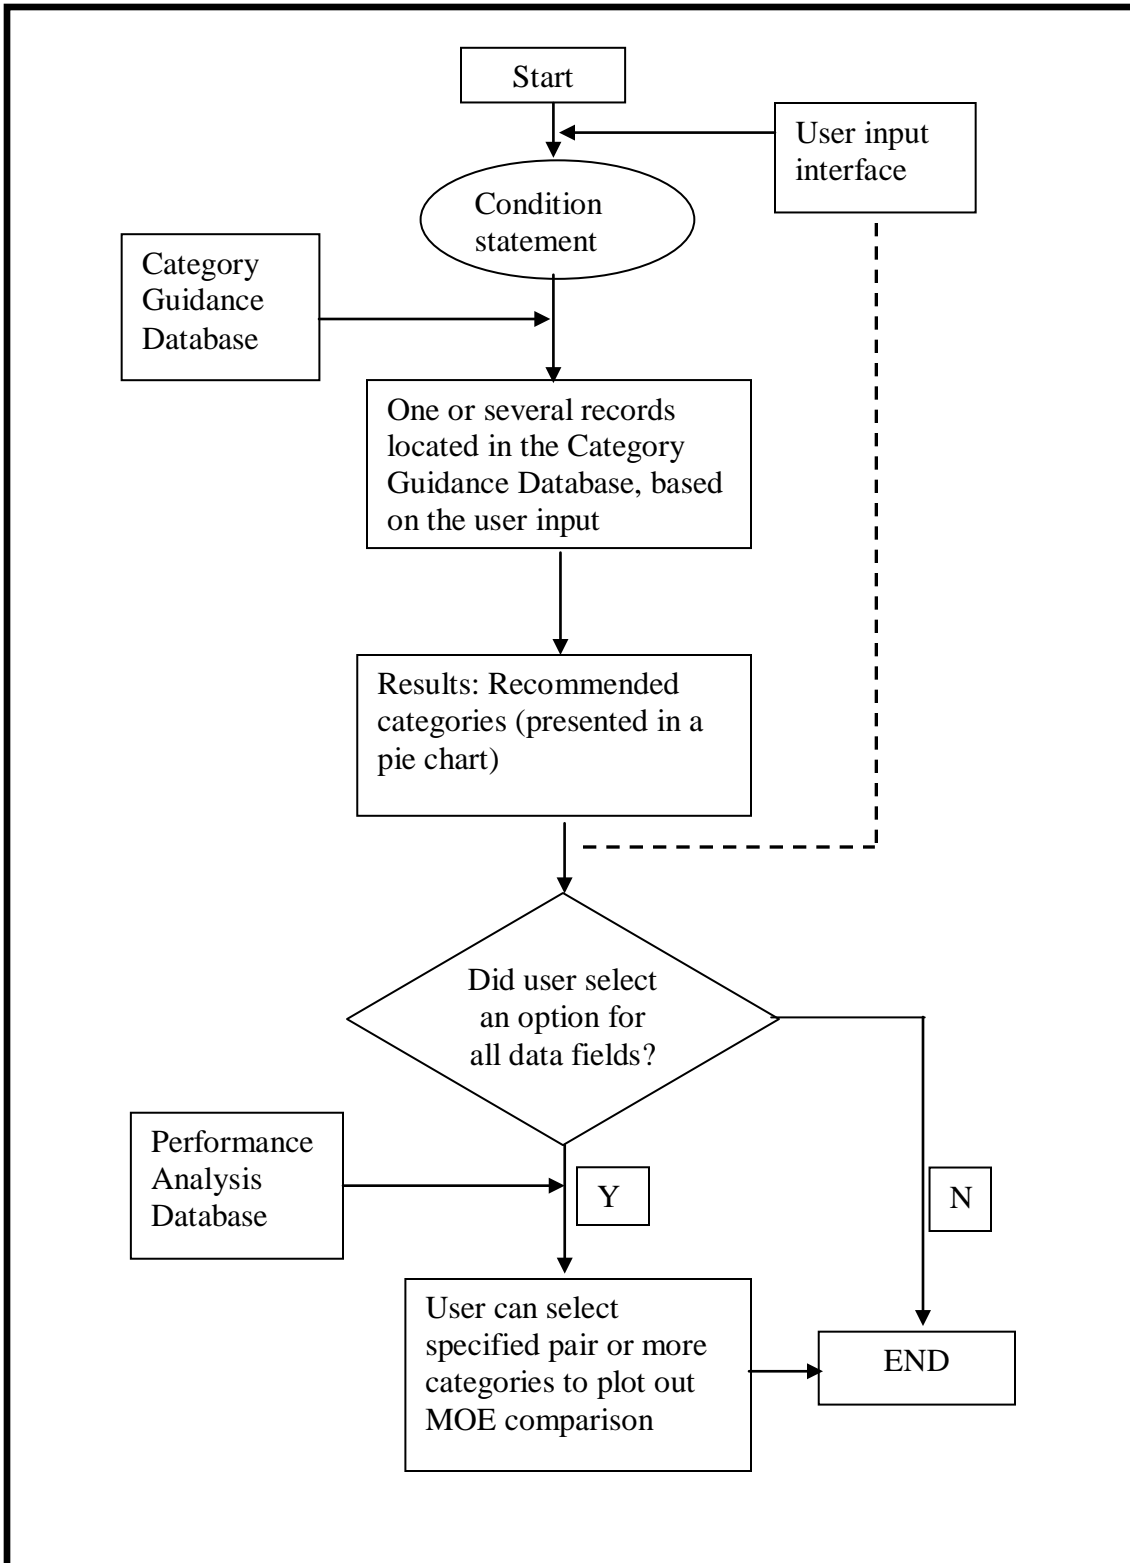 Start
User input
interface
Condition
statement
Category
Guidance
Database
One or several records
located in the Category
Guidance Database, based
on the user input
Results: Recommended
categories (presented in a
pie chart)
Did user select
an option for
all data fields?
Performance
Analysis
Database
Y
N
User can select
specified pair or more
categories to plot out
MOE comparison
END